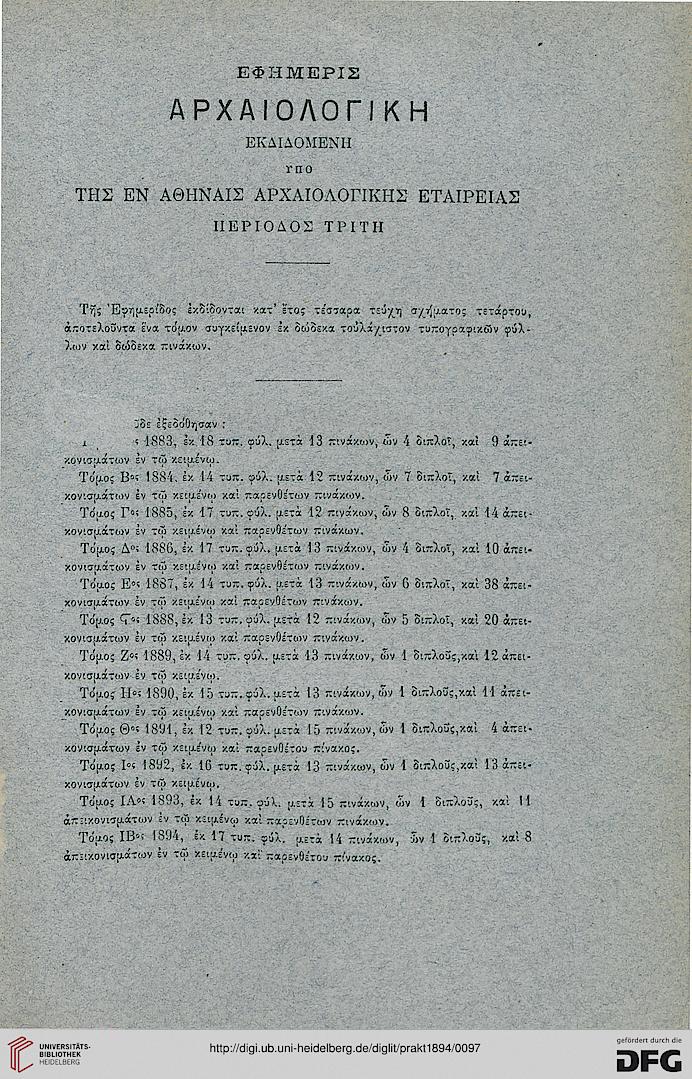 ΕΦΗΜΕΡΙΣ
ΑΡΧΑΙΟΛΟΓΙΚΗ
ΕΚΔΙΔΟΜΕΝΗ
ΥΠΟ
ΤΗΣ ΕΝ ΑΘΗΝΑΙΣ ΑΡΧΑΙΟΛΟΓΙΚΗΣ ΕΤΑΙΡΕΙΑΣ
ΠΕΡΙΟΔΟΣ ΤΡΙΤΗ
Τῆς Ἐφημερίδος ἐκδίδονται κατ' ἔτος τέσσαρα τεύχη σχήματος τετάρτου,
ἀποτελοῦντα ἕνα τόμον συγκείμενον ἐκ δώδεκα τοὐλάχιστον τυπογραφικῶν φύλ-
λων καὶ δώδεκα πινάκων.
ἐξεδόθησαν :
1883, ἐκ 18 τυπ. φύλ. μετὰ 13 πινάκων, ὧν 4 διπλοῖ, καὶ 9 ἀπει-
κονισμάτων ἐν τῷ κειμένῳ.
Τόμος Βος 1884, ἐκ 14 τυπ. φύλ. μετὰ 12 πινάκων, ὧν 7 διπλοῖ, καὶ 7 ἀπει-
κονισμάτων ἐν τῷ κειμένῳ καὶ παρενθέτων πινάκων.
Τόμος Γος 1885, ἐκ 17 τυπ. φύλ. μετὰ 12 πινάκων, ὧν 8 διπλοῖ, καὶ 14 ἀπει-
κονισμάτων ἐν τῷ κειμένῳ καὶ παρενθέτων πινάκων.
Τόμος Δος 1886, ἐκ 17 τυπ. φύλ. μετὰ 13 πινάκων, ὧν 4 διπλοῖ, καὶ 10 ἀπει-
κονισμάτων ἐν τῷ κειμένῳ καὶ παρενθέτων πινάκων.
Τόμος Εος 1887, ἐκ 14 τυπ. φύλ. μετὰ 13 πινάκων, ὧν 6 διπλοῖ, καὶ 38 ἀπει-
κονισμάτων ἐν τῷ κειμένῳ καὶ παρενθέτων πινάκων.
Τόμος Ϛος 1888, ἐκ 13 τυπ. φύλ. μετὰ 12 πινάκων, ὧν 5 διπλοῖ, καὶ 20 ἀπει-
κονισμάτων ἐν τῷ κειμένῳ καὶ παρενθέτων πινάκων.
Τόμος Ζος 1889, ἐκ 14 τυπ. φύλ. μετὰ 13 πινάκων, ὧν 1 διπλοῦς, καὶ 12 ἀπει-
κονισμάτων ἐν τῷ κειμένῳ.
Τόμος Ηος 1890, ἐκ 15 τυπ. φύλ. μετὰ 13 πινάκων, ὧν 1 διπλοῦς, καὶ 11 ἀπει-
κονισμάτων ἐν τῷ κειμένῳ καὶ παρενθέτων πινάκων.
Τόμος Θος 1891, ἐκ 12 τυπ. φύλ. μετὰ 15 πινάκων, ὧν 1 διπλοῦς, καὶ 4 ἀπει-
κονισμάτων ἐν τῷ κειμένῳ καὶ παρενθέτου πίνακος.
Τόμος Ιος 1892, ἐκ 16 τυπ. φύλ. μετὰ 13 πινάκων, ὧν 1 διπλοῦς, καὶ 13 ἀπει-
κονισμάτων ἐν τῷ κειμένῳ.
Τόμος ΙΑος 1893, ἐκ 14 τυπ. φύλ. μετὰ 15 πινάκων, ὧν 1 διπλοῦς, καὶ 11
ἀπεικονισμάτων ἐν τῷ κειμένῳ καὶ παρενθέτων πινάκων.
Τόμος ΙΒος 1894, ἐκ 17 τυπ. φύλ. μετὰ 14 πινάκων, ὧν 1 διπλοῦς, καὶ 8
ἀπεικονισμάτων ἐν τῷ κειμένῳ καὶ παρενθέτου πίνακος.
UNIVERSITÄTS-
BIBLIOTHEK
HEIDELBERG
http://digi.ub.uni-heidelberg.de/diglit/prakt1894/0097
gefördert durch die
DFG